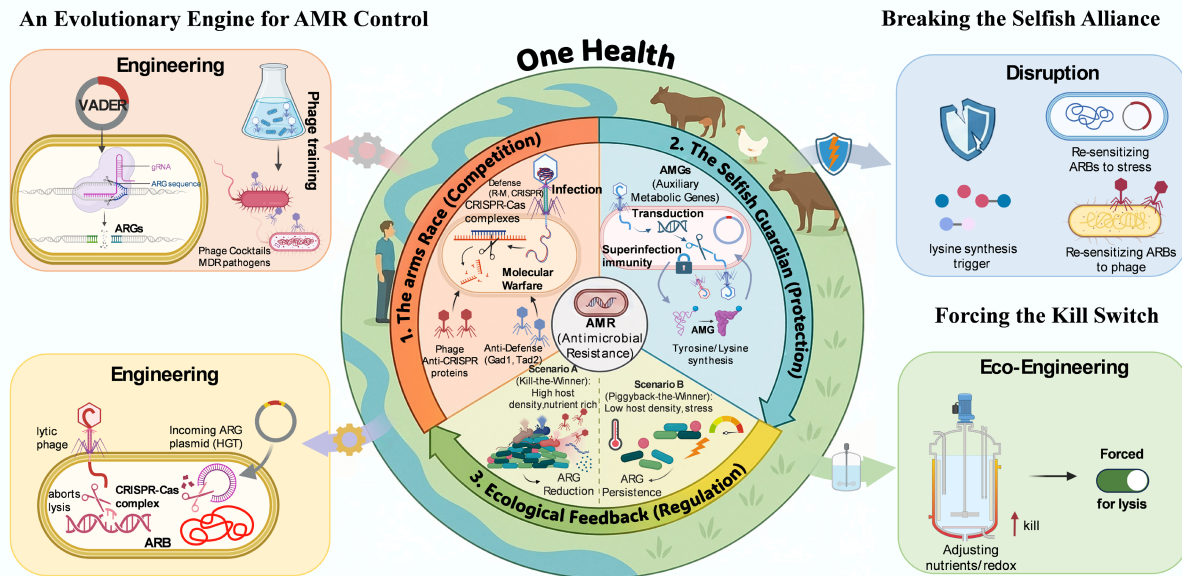 An Evolutionary Engine for AMR Control
Breaking the Selfish Alliance
One Health
Engineering
VADER
gRNA
ARG sequence
ARGs
Phage training
Phage Cocktails
MDR pathogens
Disruption
Re-sensitizing
ARBs to stress
lysine synthesis
trigger
Re-sensitizing ARBs
to phage
1. The arms Race (Competition)
Defense
(R-M, CRISPR)
CRISPR-Cas
complexes
Infection
Molecular
Warfare
Phage
Anti-CRISPR
proteins
Anti-Defense
(Gad1, Tad2)
2. The Selfish Guardian (Protection)
AMGs
(Auxiliary
Metabolic Genes)
Transduction
Superinfection
immunity
AMG
Tyrosine/Lysine
synthesis
AMR
(Antimicrobial
Resistance)
Scenario A
(Kill-the-Winner):
High host
density,nutrient rich
ARG
Reduction
Scenario B
(Piggyback-the-Winner):
Low host density, stress
ARG
Persistence
3. Ecological Feedback (Regulation)
Engineering
lytic
phage
Incoming ARG
plasmid (HGT)
aborts
lysis
CRISPR-Cas
complex
ARB
Forcing the Kill Switch
Eco-Engineering
Forced
for lysis
kill
Adjusting
nutrients/redox